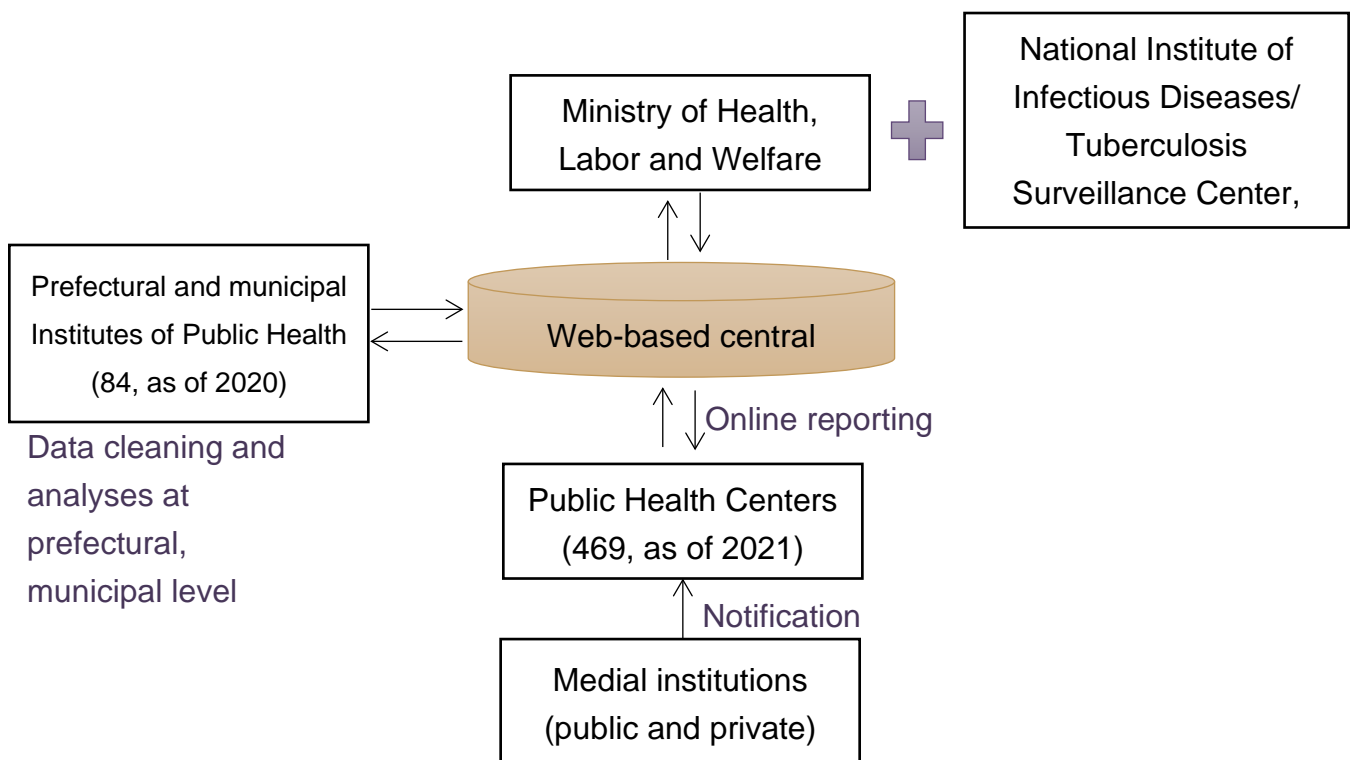 National Institute of
Infectious Diseases/
Tuberculosis
Surveillance Center,
Ministry of Health,
Labor and Welfare
Prefectural and municipal
Institutes of Public Health
(84, as of 2020)
Web-based central
Data cleaning and
analyses at
prefectural,
municipal level
Online reporting
Public Health Centers
(469, as of 2021)
Notification
Medial institutions
(public and private)